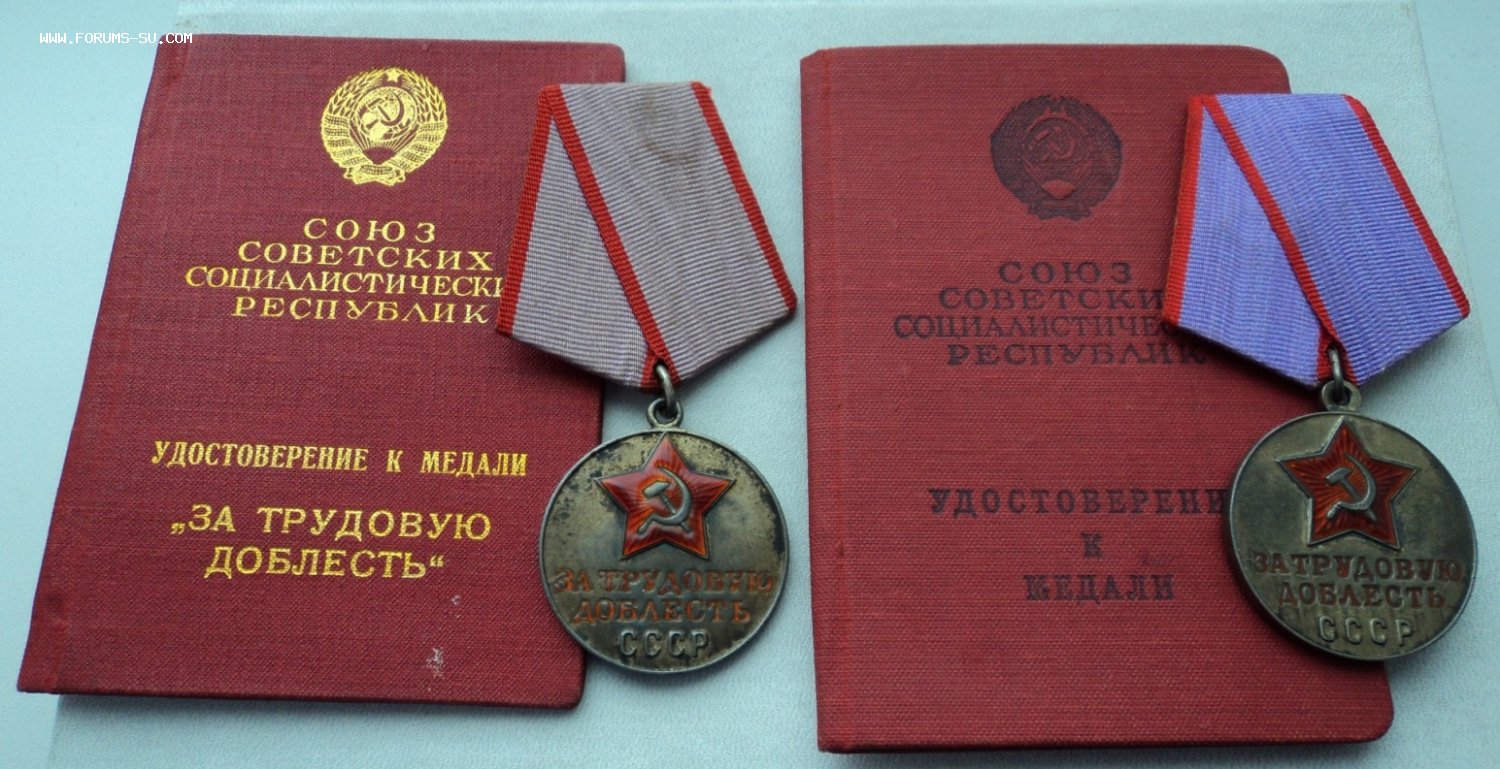 WWW.FORUMS-SU.COM
СОЮЗ
СОВЕТСКИХ
СОЦИАЛИСТИЧЕСКИ
РЕСПУБЛИК
УДОСТОВЕРЕНИЕ К МЕДАЛИ
„ЗА ТРУДОВУЮ
ДОБЛЕСТЬ“
ЗА ТРУДОВУЮ
ДОБЛЕСТЬ
СССР
СОЮЗ
СОВЕТСКИ
СОЦИАЛИСТИЧЕС
РЕСПУБЛИК
УДОСТОВЕРЕНИ
К
МЕДАЛИ
ЗА ТРУДОВУЮ
ДОБЛЕСТЬ
СССР